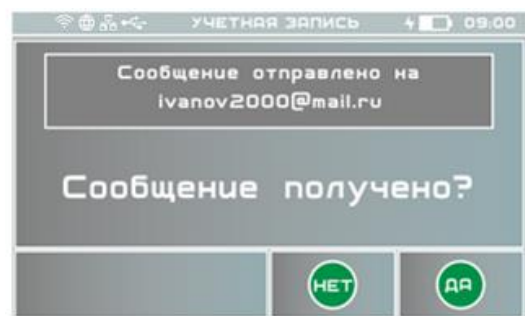 УЧЕТНАЯ ЗАПИСЬ 09:00
Сообщение отправлено на
ivanov2000@mail.ru
Сообщение получено?
НЕТ ДА